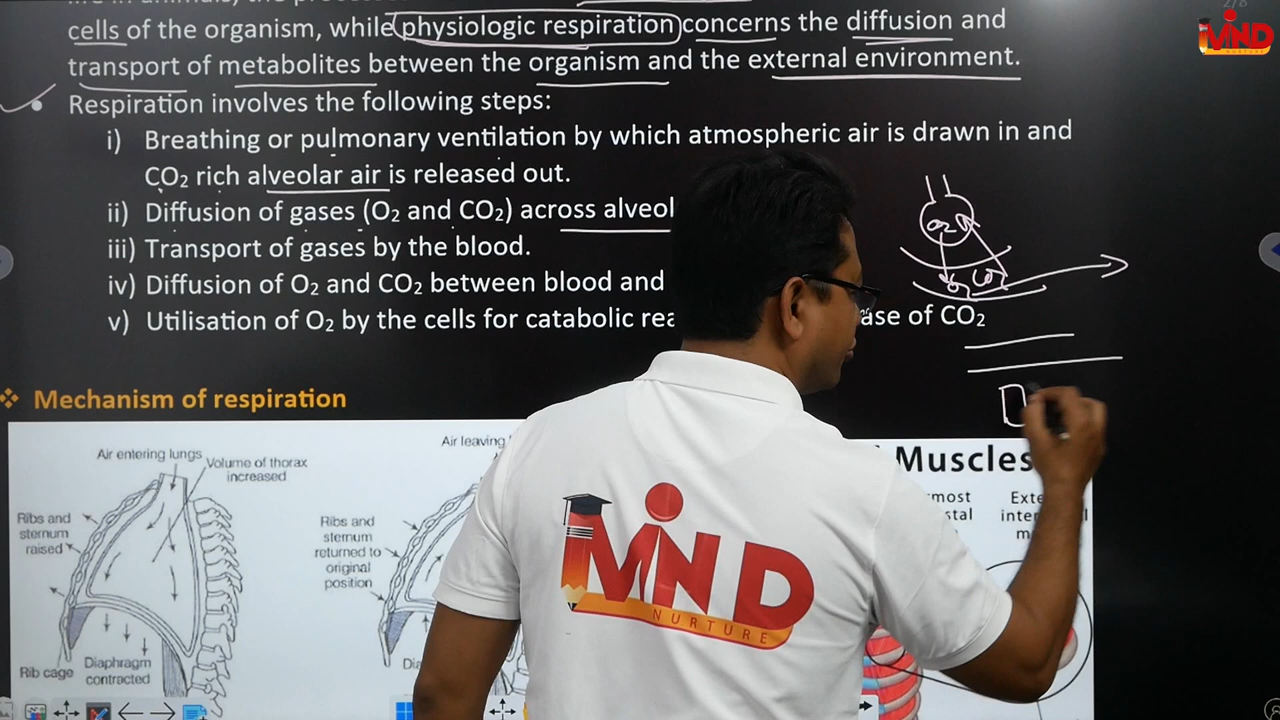 2/8
MIND
NURTURE
cells of the organism, while physiologic respiration concerns the diffusion and
transport of metabolites between the organism and the external environment.
• Respiration involves the following steps:
i) Breathing or pulmonary ventilation by which atmospheric air is drawn in and
CO₂ rich alveolar air is released out.
ii) Diffusion of gases (O₂ and CO₂) across
iii) Transport of gases by the blood.
iv) Diffusion of O₂ and CO₂ between blood and
v) Utilisation of O₂ by the cells for catabolic of CO₂
O2
❖ Mechanism of respiration
Air entering lungs
Volume of thorax
increased
Ribs and
sternum
raised
Rib cage
Diaphragm
contracted
Air leaving
Ribs and
sternum
returned to
original
position
Muscles
MIND
NURTURE